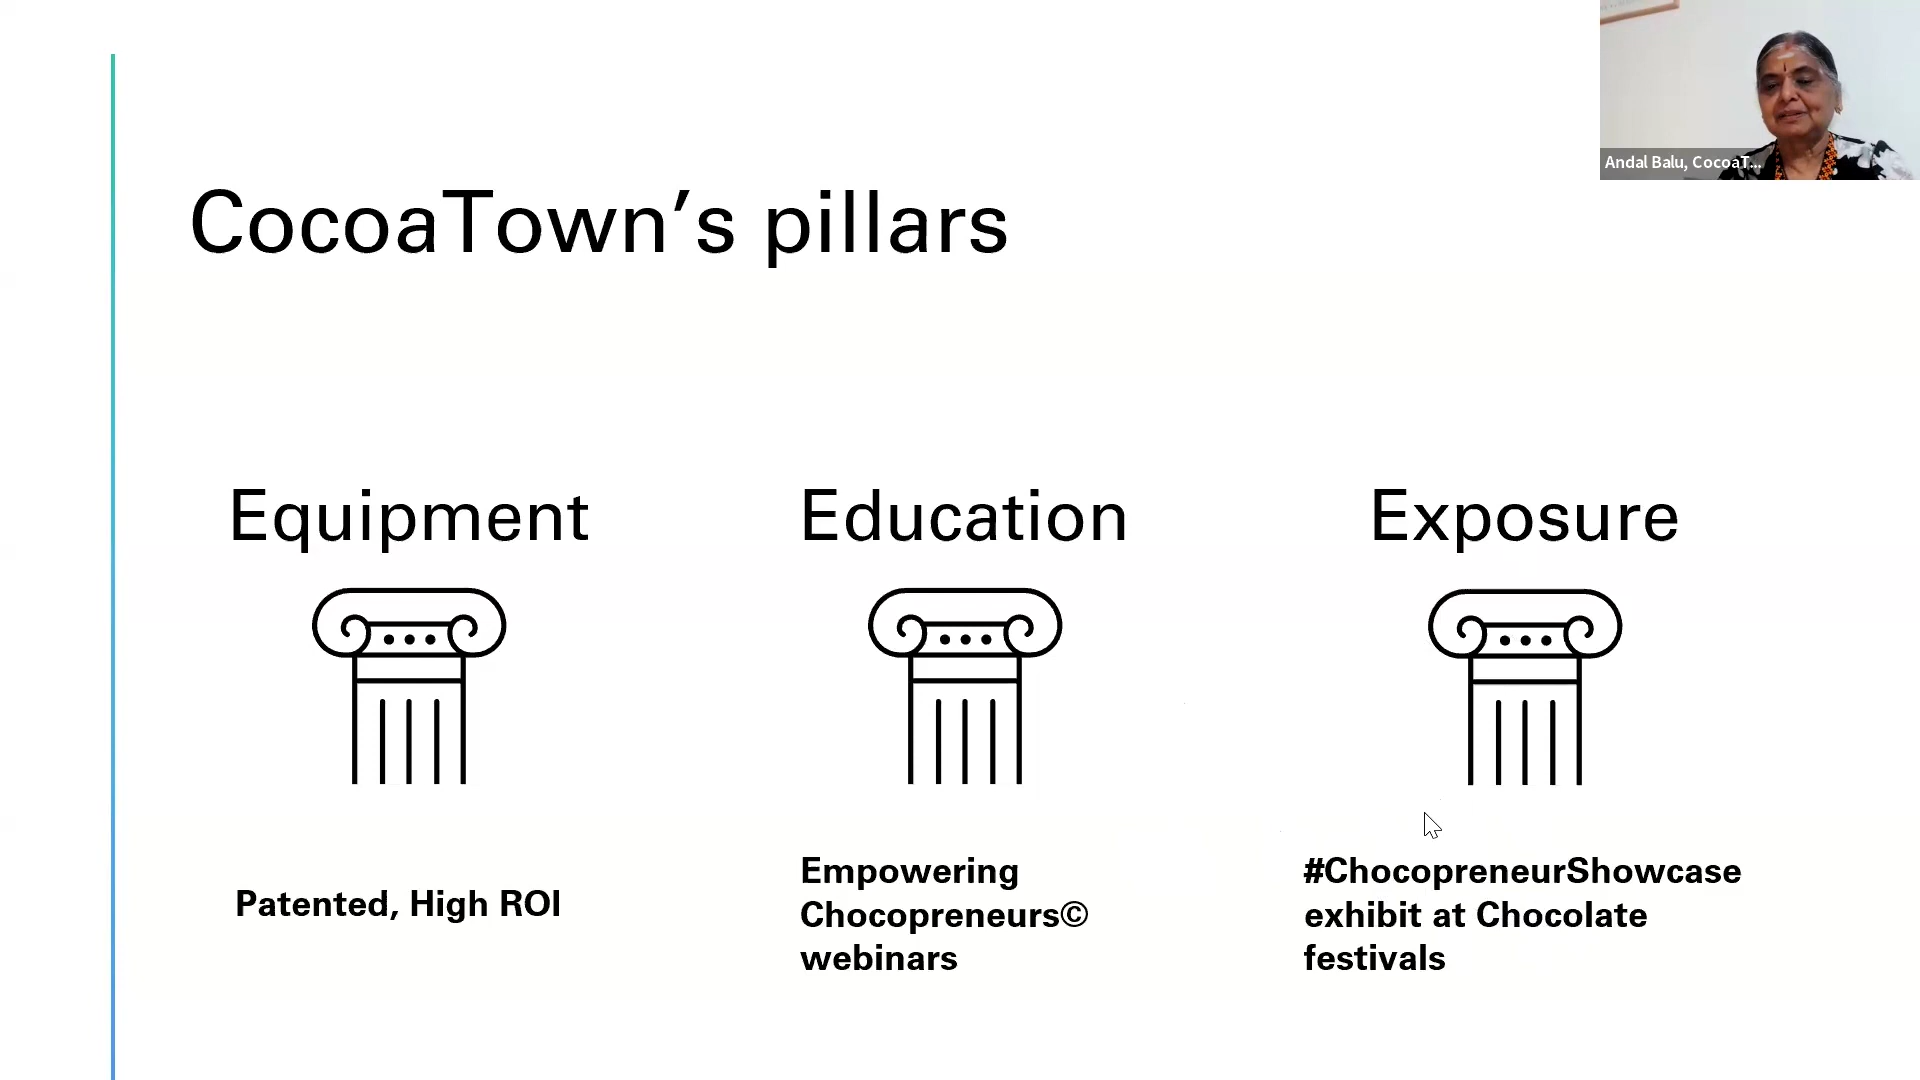 CocoaTown’s pillars
Andal Balu, CocoaT...
Equipment
Education
Exposure
Patented, High ROI
Empowering
Chocopreneurs©
webinars
#ChocopreneurShowcase
exhibit at Chocolate
festivals